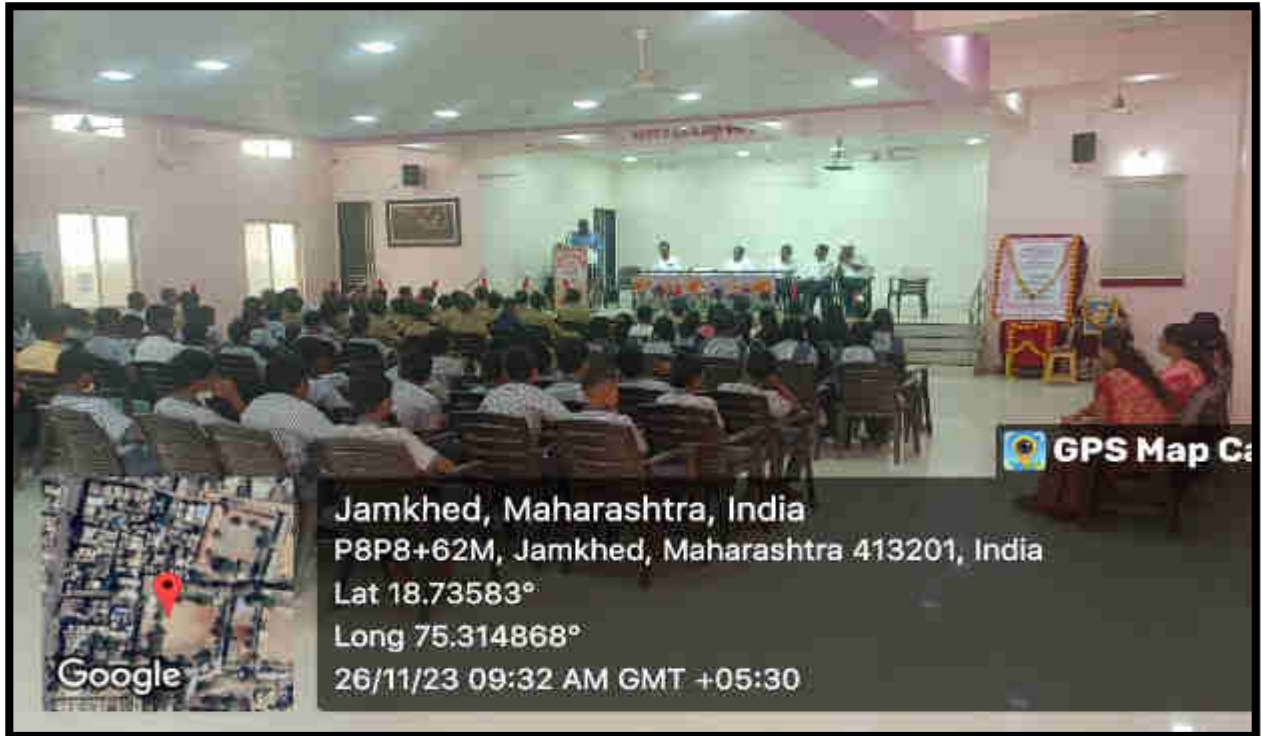 GPS Map Ca
Jamkhed, Maharashtra, India
P8P8+62M, Jamkhed, Maharashtra 413201, India
Lat 18.73583°
Long 75.314868°
26/11/23 09:32 AM GMT +05:30
Google